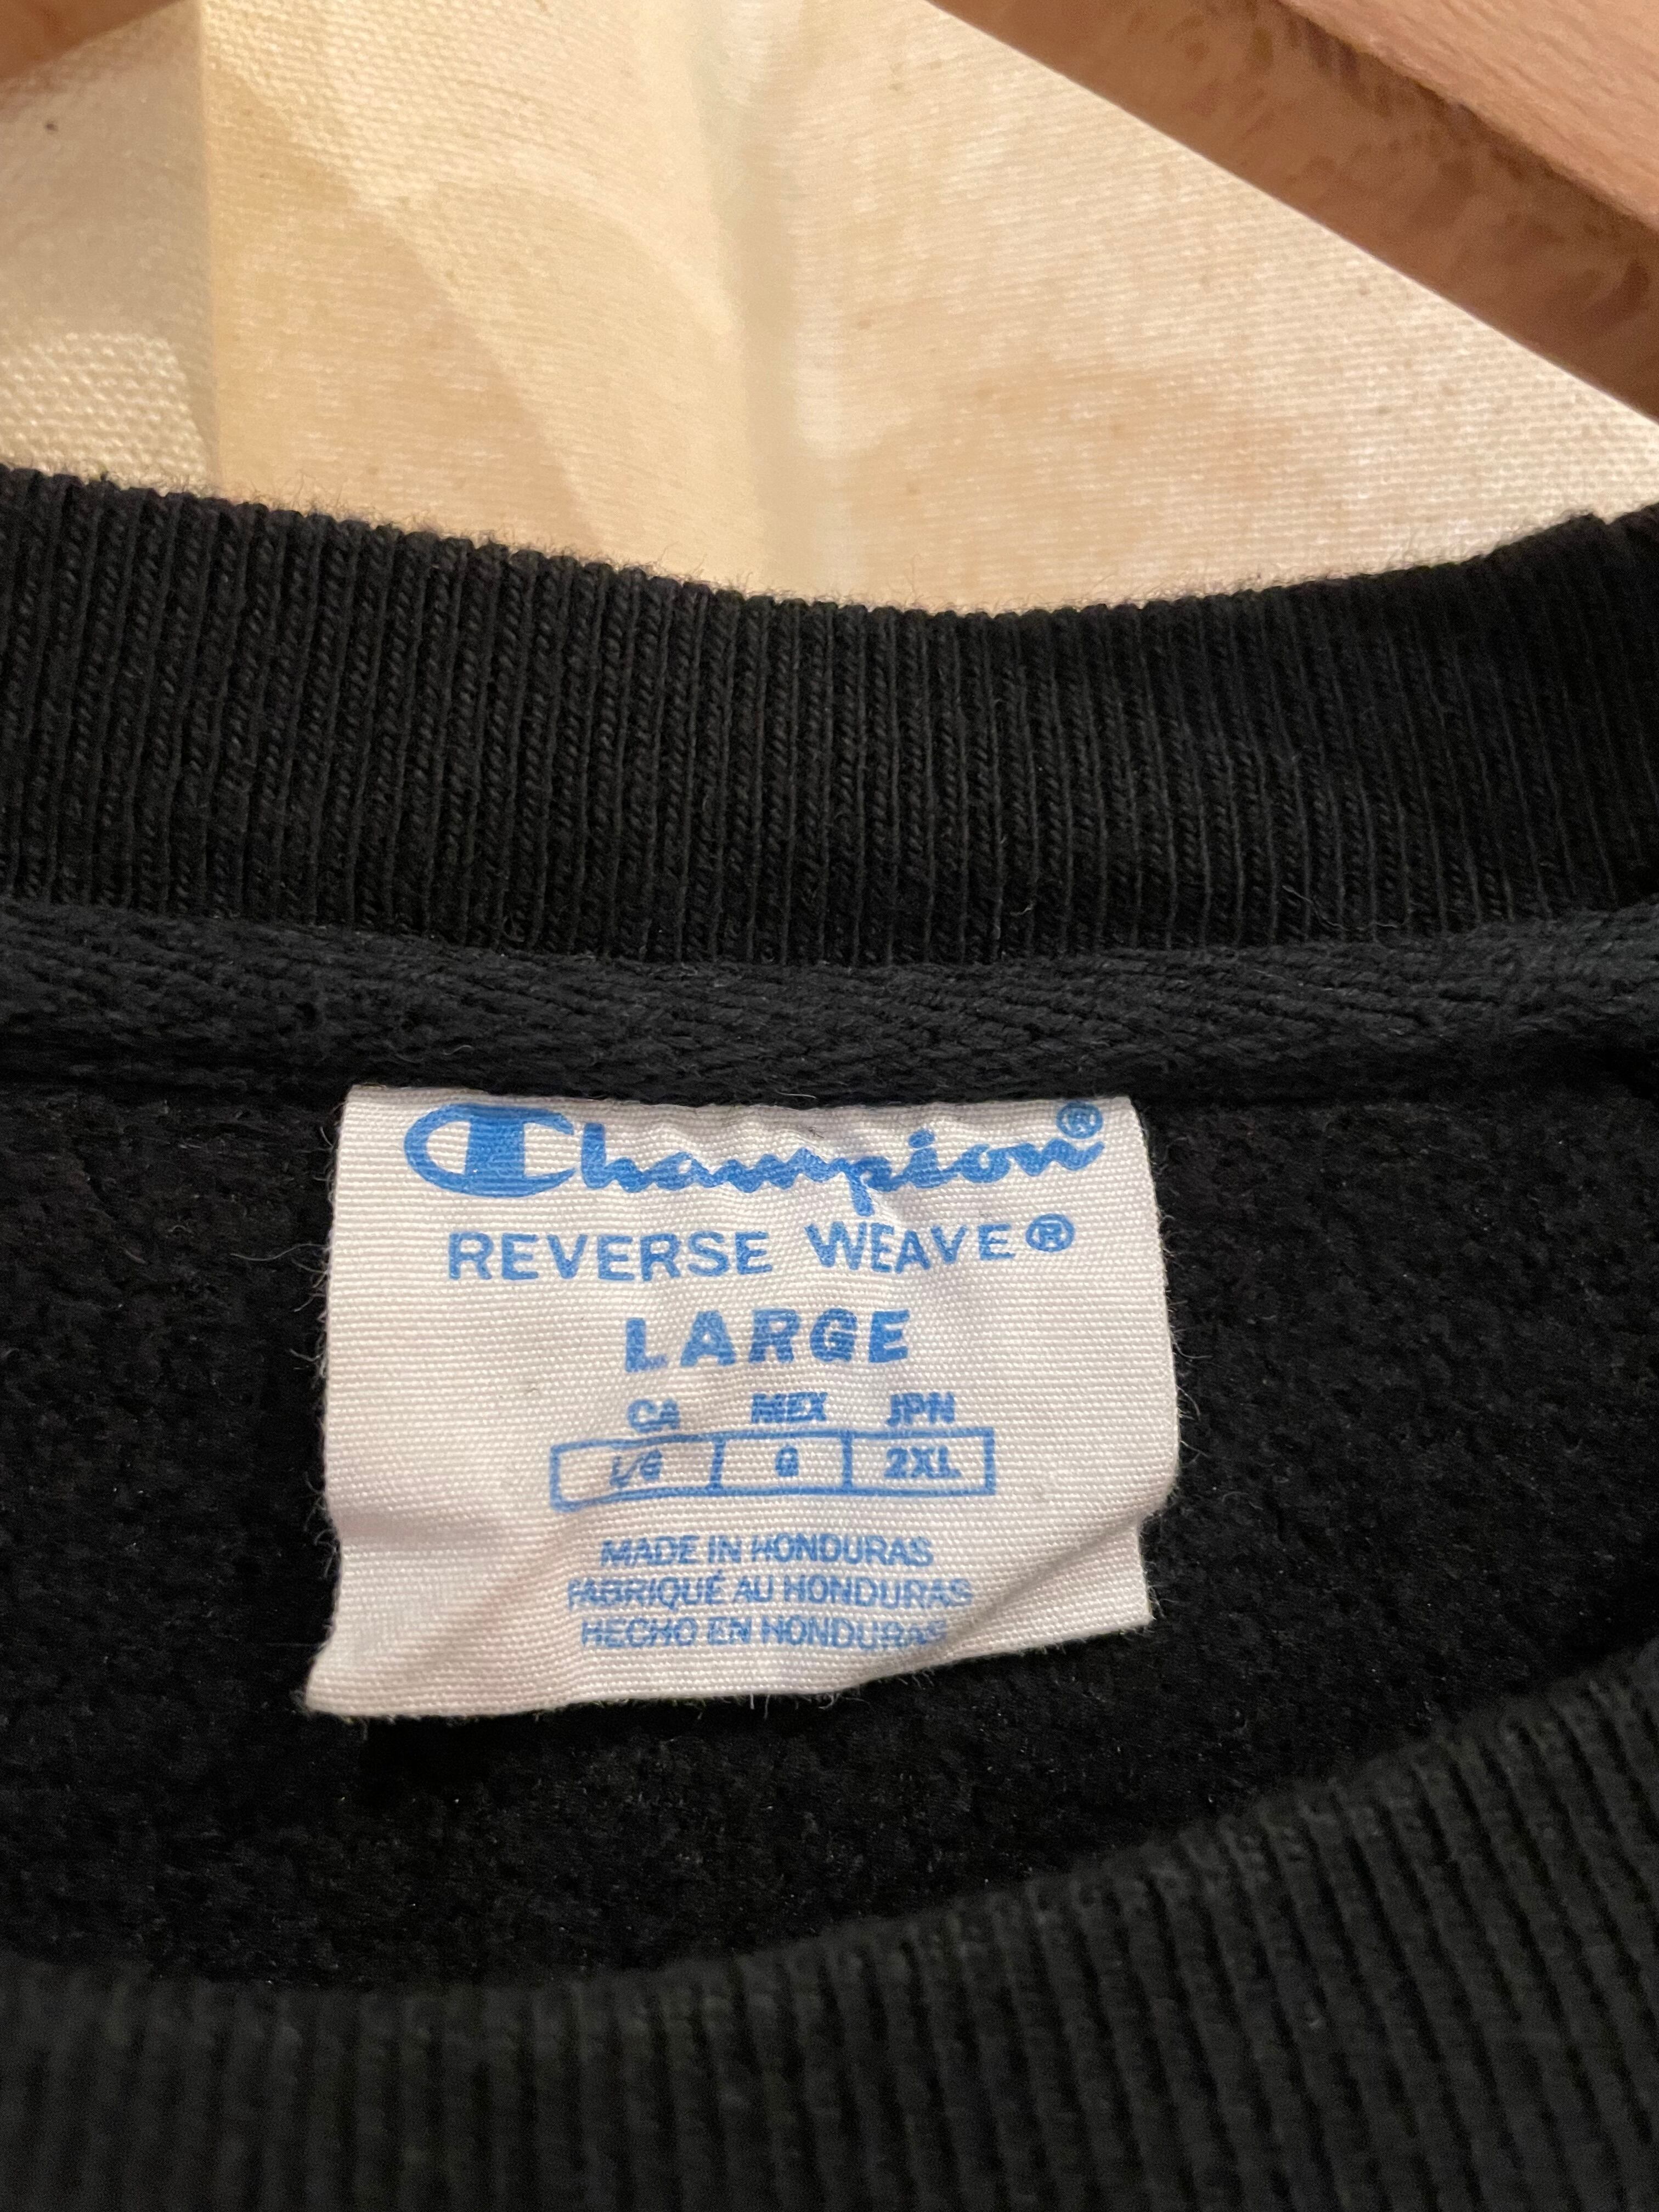 Champion®
REVERSE WEAVE®
LARGE
CA MEX JPN
L/G G 2XL
MADE IN HONDURAS
FABRIQUÉ AU HONDURAS
HECHO EN HONDURAS